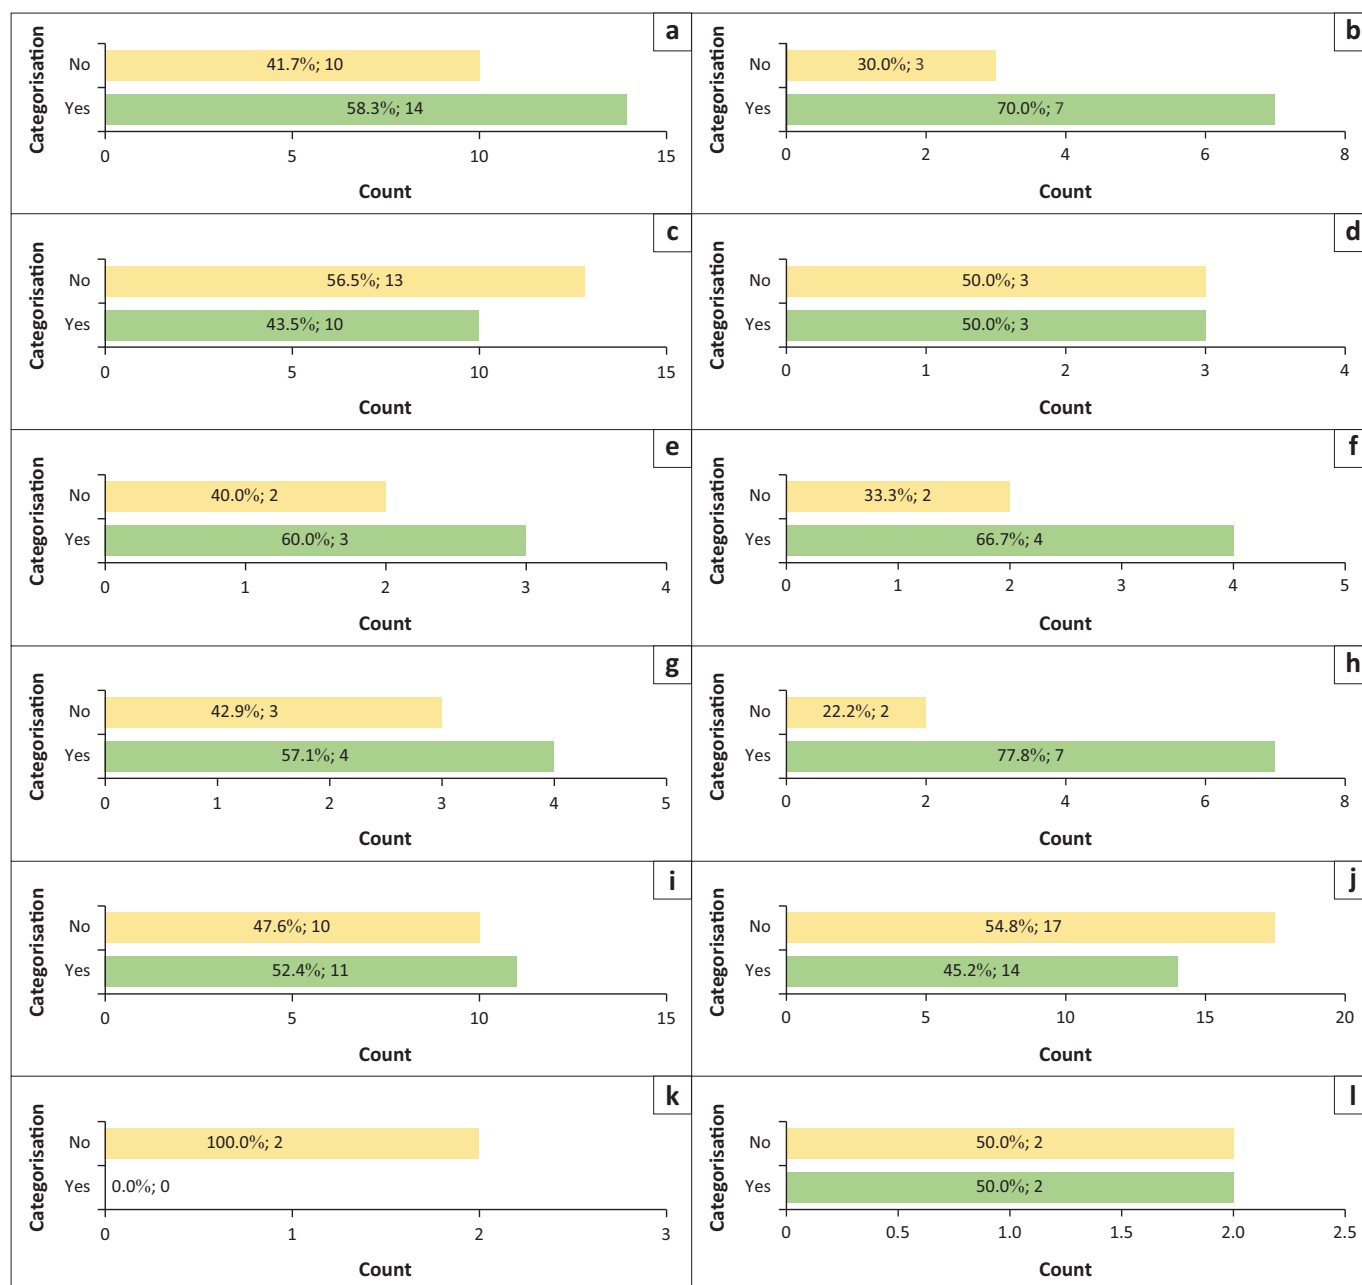 a
Categorisation
No
41.7%; 10
Yes
58.3%; 14
0 5 10 15
Count
b
Categorisation
No
30.0%; 3
Yes
70.0%; 7
0 2 4 6 8
Count
c
Categorisation
No
56.5%; 13
Yes
43.5%; 10
0 5 10 15
Count
d
Categorisation
No
50.0%; 3
Yes
50.0%; 3
0 1 2 3 4
Count
e
Categorisation
No
40.0%; 2
Yes
60.0%; 3
0 1 2 3 4
Count
f
Categorisation
No
33.3%; 2
Yes
66.7%; 4
0 1 2 3 4 5
Count
g
Categorisation
No
42.9%; 3
Yes
57.1%; 4
0 1 2 3 4 5
Count
h
Categorisation
No
22.2%; 2
Yes
77.8%; 7
0 2 4 6 8
Count
i
Categorisation
No
47.6%; 10
Yes
52.4%; 11
0 5 10 15
Count
j
Categorisation
No
54.8%; 17
Yes
45.2%; 14
0 5 10 15 20
Count
k
Categorisation
No
100.0%; 2
Yes
0.0%; 0
0 1 2 3
Count
l
Categorisation
No
50.0%; 2
Yes
50.0%; 2
0 0.5 1.0 1.5 2.0 2.5
Count